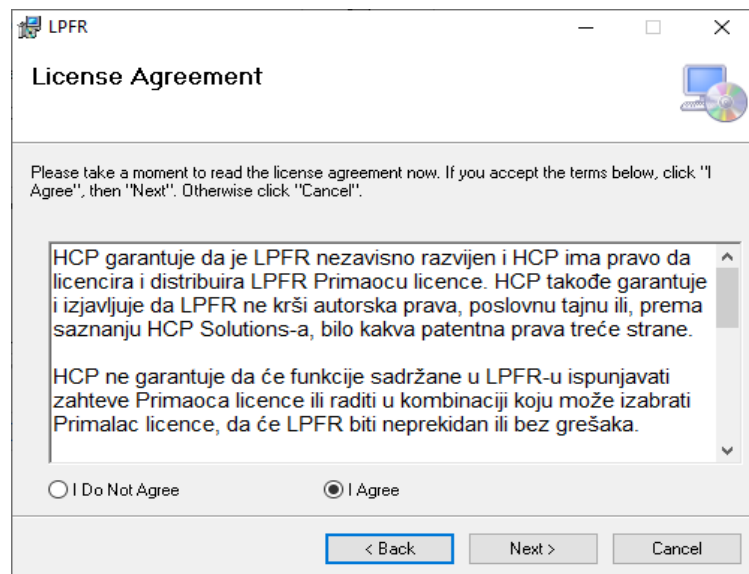 LPFR
License Agreement
Please take a moment to read the license agreement now. If you accept the terms below, click "I
Agree", then "Next". Otherwise click "Cancel".
HCP garantuje da je LPFR nezavisno razvijen i HCP ima pravo da
licencira i distribuira LPFR Primaocu licence. HCP takođe garantuje
i izjavljuje da LPFR ne krši autorska prava, poslovnu tajnu ili, prema
saznanju HCP Solutions-a, bilo kakva patentna prava treće strane.
HCP ne garantuje da će funkcije sadržane u LPFR-u ispunjavati
zahteve Primaoca licence ili raditi u kombinaciji koju može izabrati
Primalac licence, da će LPFR biti neprekidan ili bez grešaka.
I Do Not Agree I Agree
< Back Next > Cancel